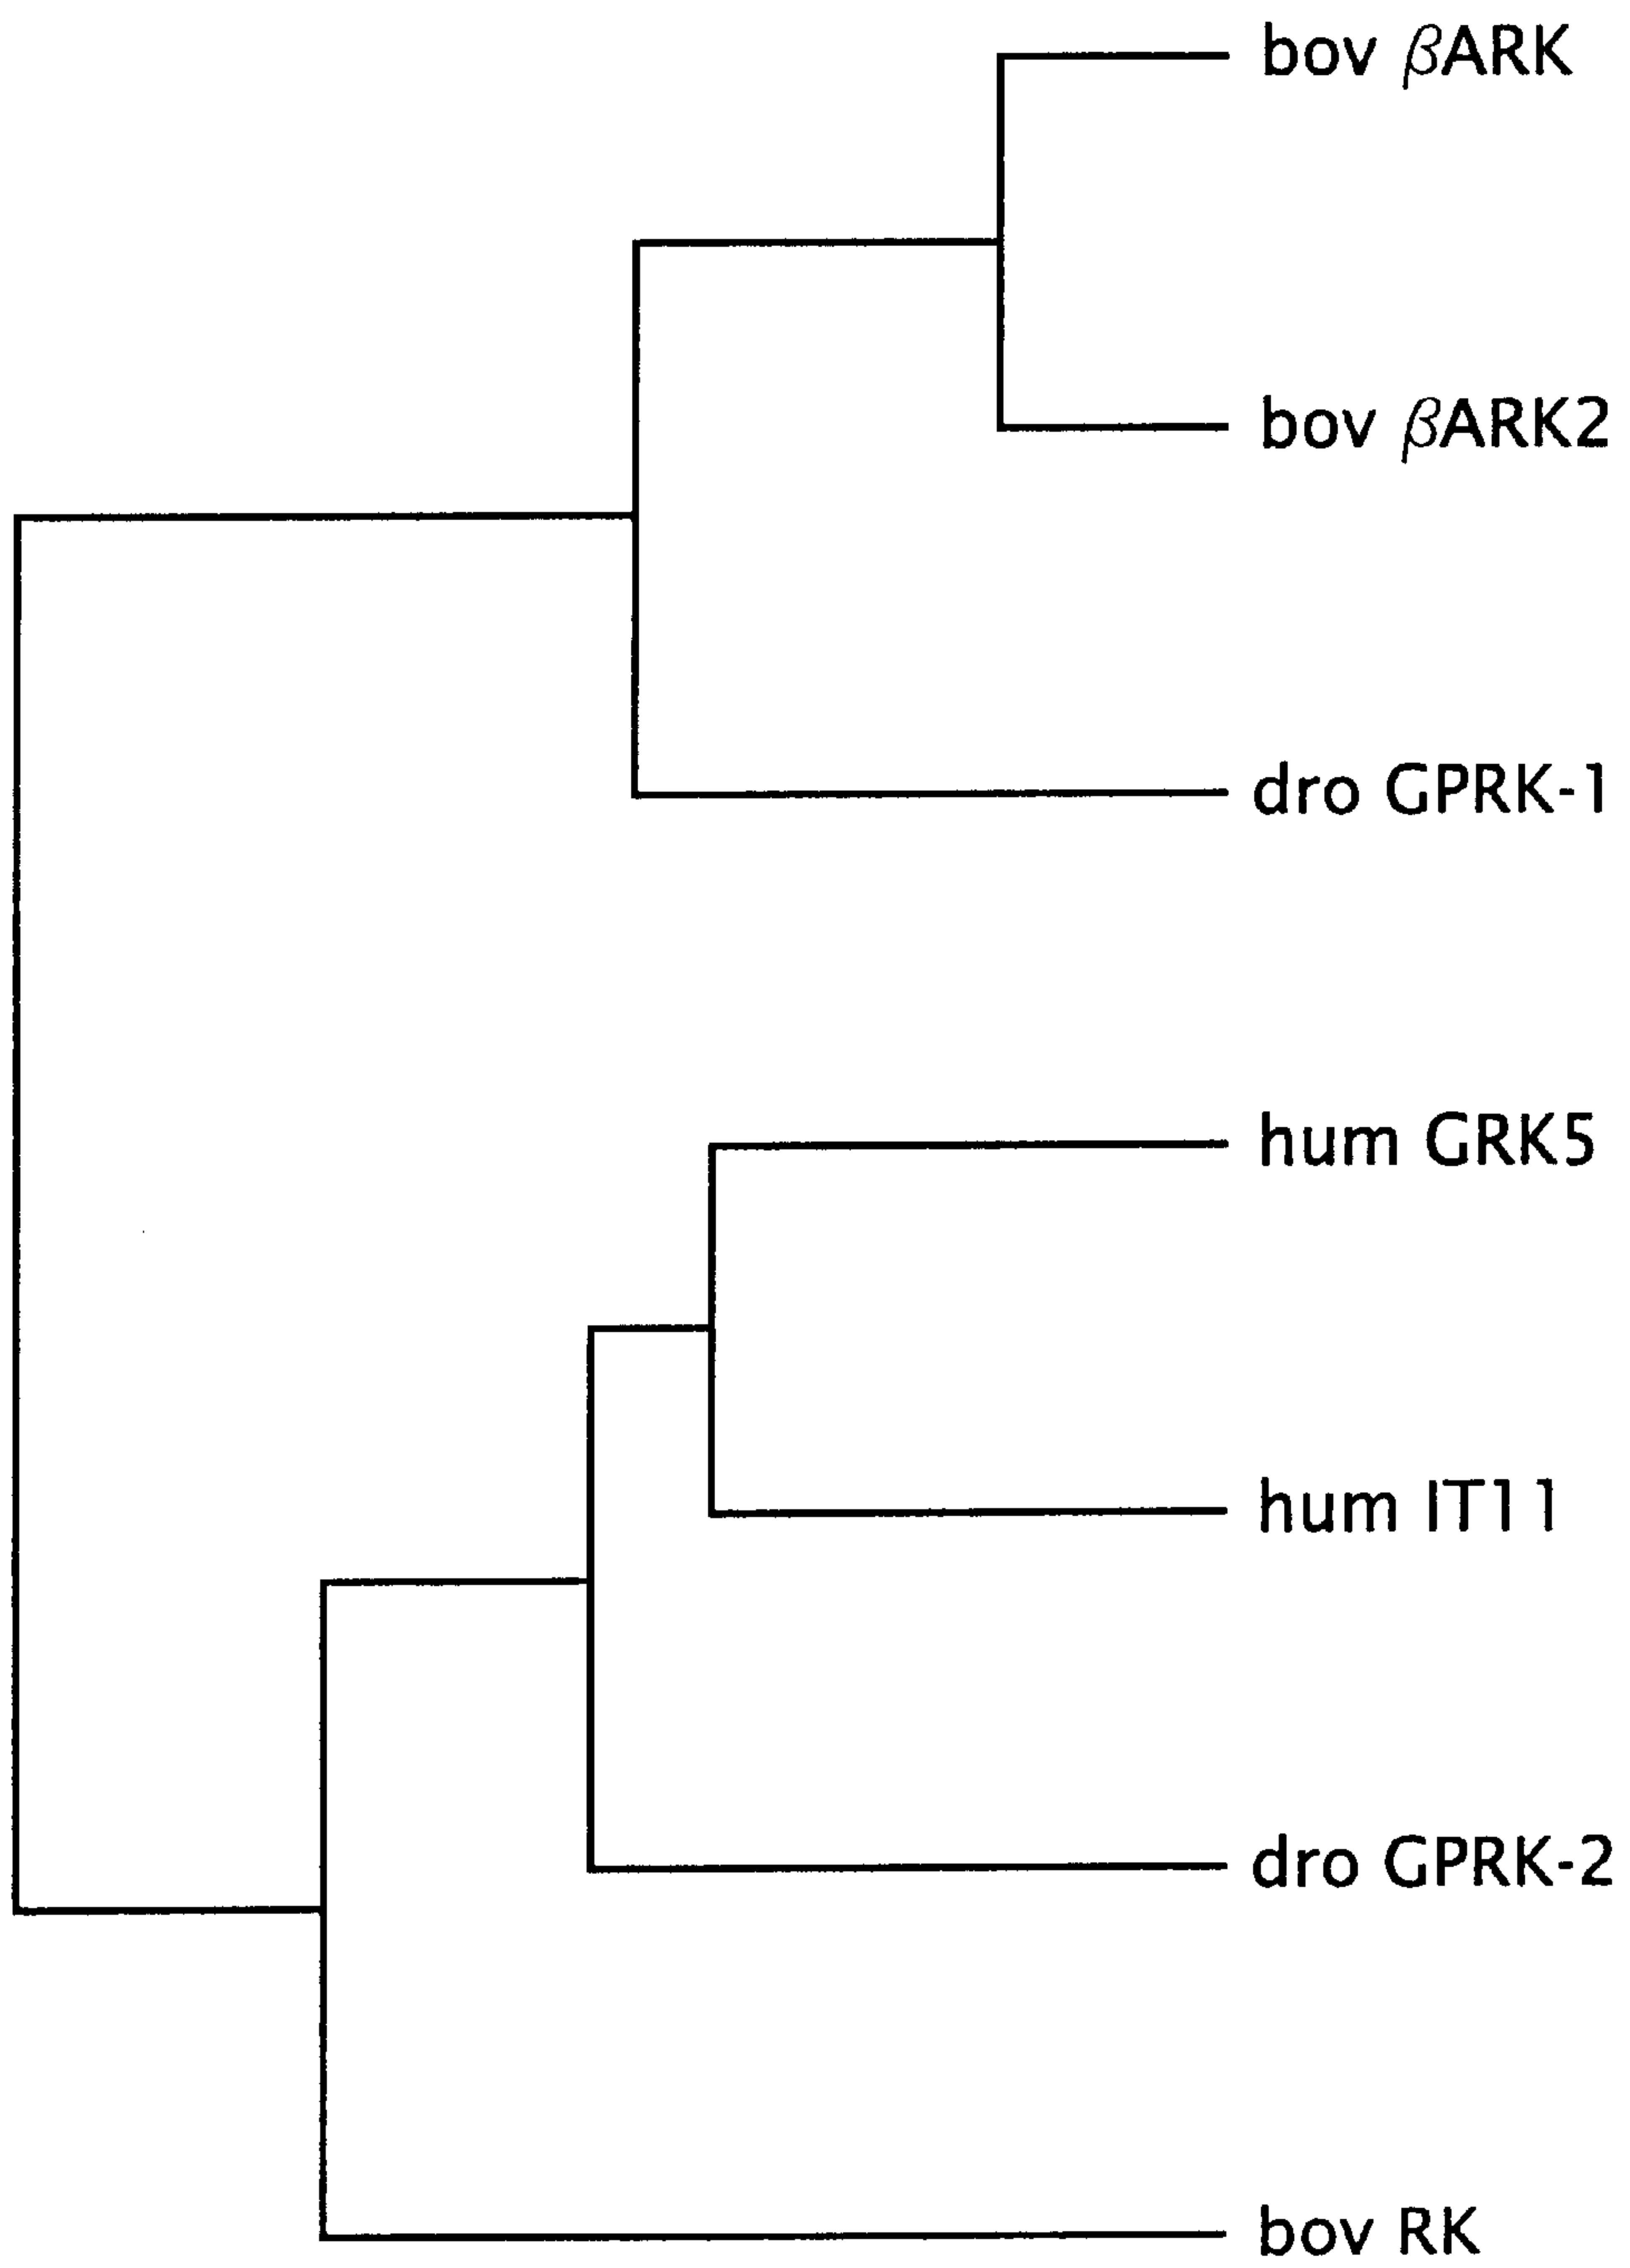 bov βARK
bov βARK2
dro GPRK-1
hum GRK5
hum IT11
dro GPRK-2
bov RK